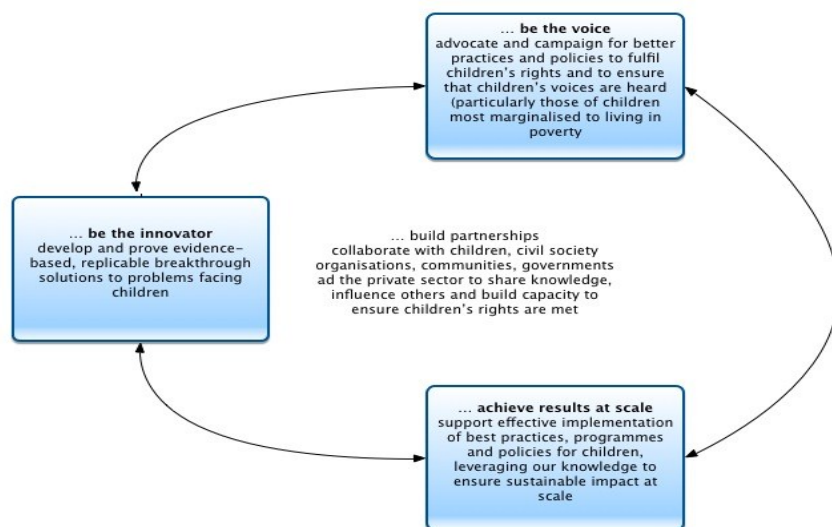 ... be the voice
advocate and campaign for better
practices and policies to fulfil
children's rights and to ensure
that children's voices are heard
(particularly those of children
most marginalised to living in
poverty
... be the innovator
develop and prove evidence-
based, replicable breakthrough
solutions to problems facing
children
... build partnerships
collaborate with children, civil society
organisations, communities, governments
ad the private sector to share knowledge,
influence others and build capacity to
ensure children's rights are met
... achieve results at scale
support effective implementation
of best practices, programmes
and policies for children,
leveraging our knowledge to
ensure sustainable impact at
scale